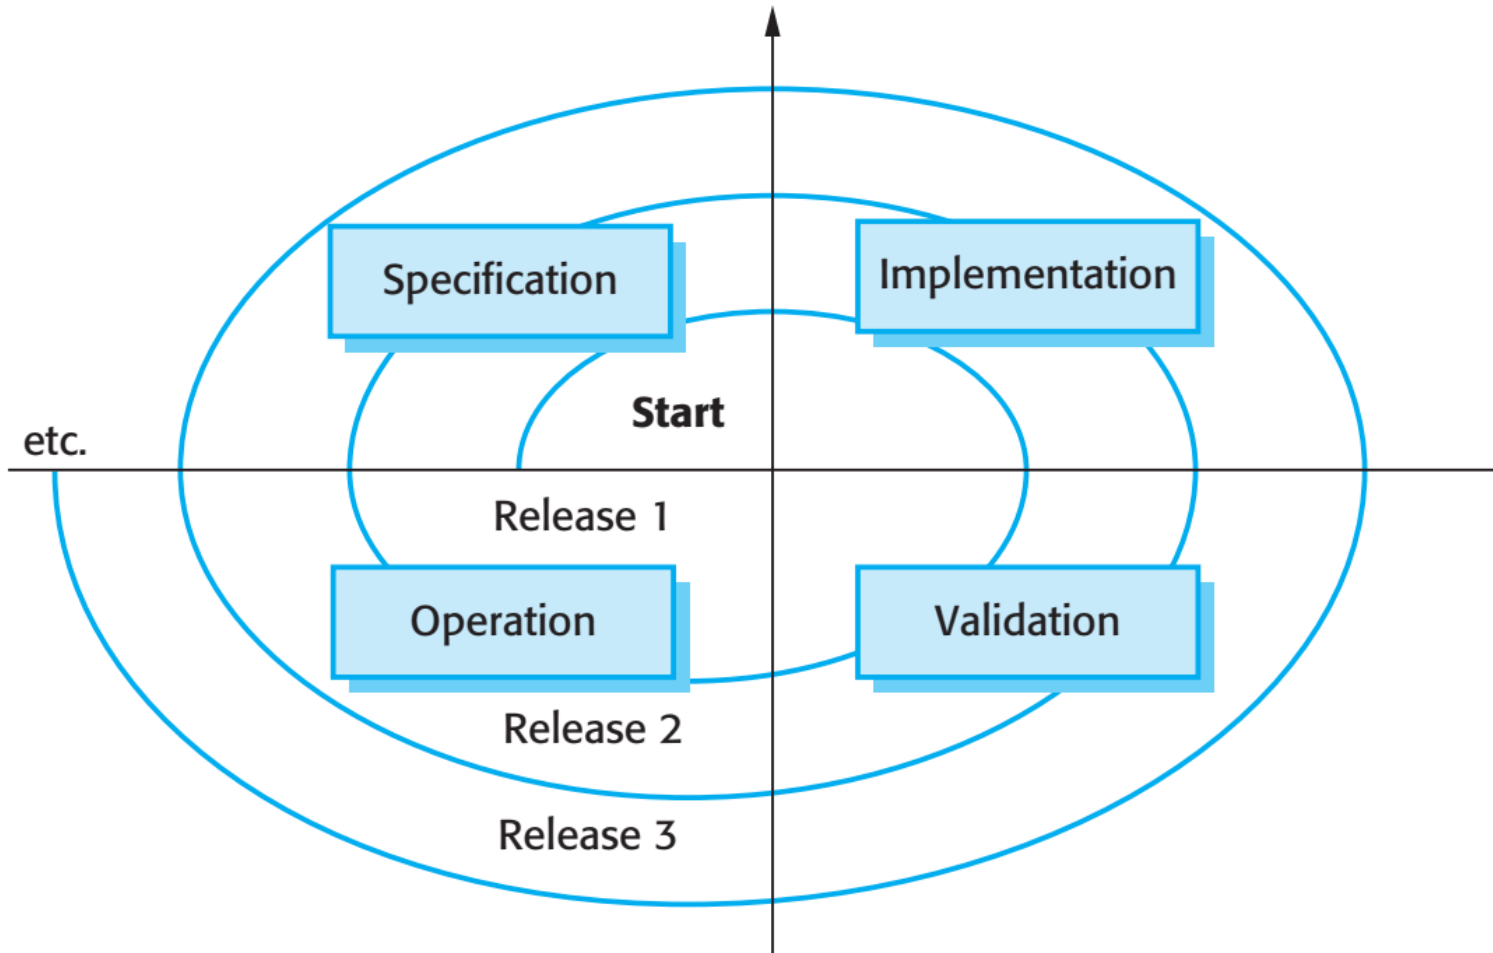 Specification
Implementation
Start
etc.
Release 1
Operation
Validation
Release 2
Release 3